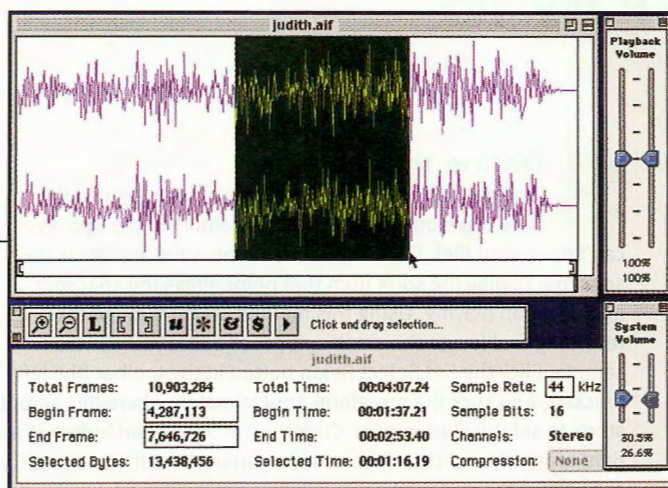 judith.aif
Playback
Volume
100%
100%
L [ ] u * & $ Click and drag selection...
System
Volume
80.5%
26.6%
judith.aif
Total Frames: 10,903,284 Total Time: 00:04:07.24 Sample Rate: 44 kHz
Begin Frame: 4,287,113 Begin Time: 00:01:37.21 Sample Bits: 16
End Frame: 7,646,726 End Time: 00:02:53.40 Channels: Stereo
Selected Bytes: 13,438,456 Selected Time: 00:01:16.19 Compression: None